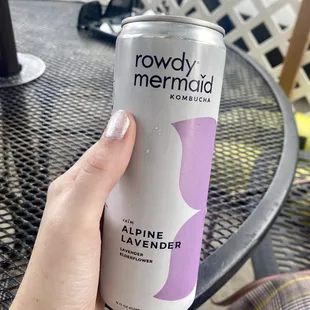 rowdy
mermaid
KOMBUCHA
calm
ALPINE
LAVENDER
LAVENDER
ELDERFLOWER